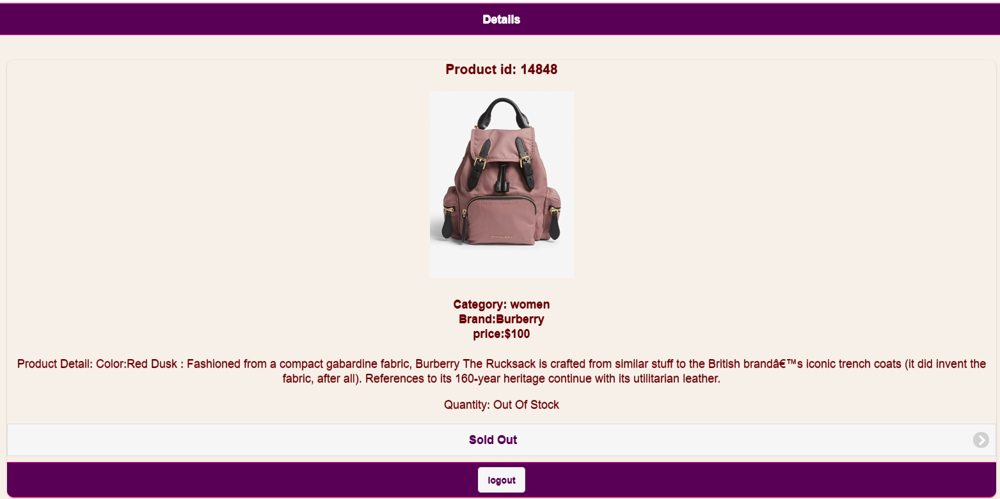 Details
Product id: 14848
BURBERRY
Category: women
Brand:Burberry
price:$100
Product Detail: Color:Red Dusk : Fashioned from a compact gabardine fabric, Burberry The Rucksack is crafted from similar stuff to the British brandâ€™s iconic trench coats (it did invent the
fabric, after all). References to its 160-year heritage continue with its utilitarian leather.
Quantity: Out Of Stock
Sold Out
logout